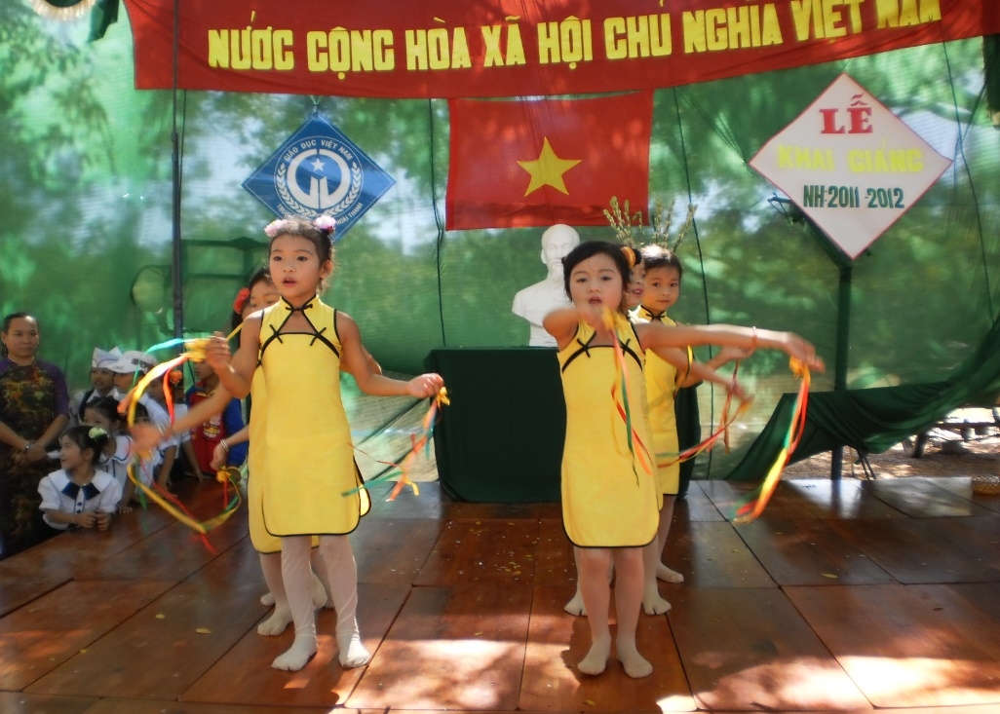 NƯỚC CỘNG HÒA XÃ HỘI CHỦ NGHĨA VIỆT NAM
GIÁO DỤC VIỆT NAM
LỄ
KHAI GIẢNG
NH:2011-2012